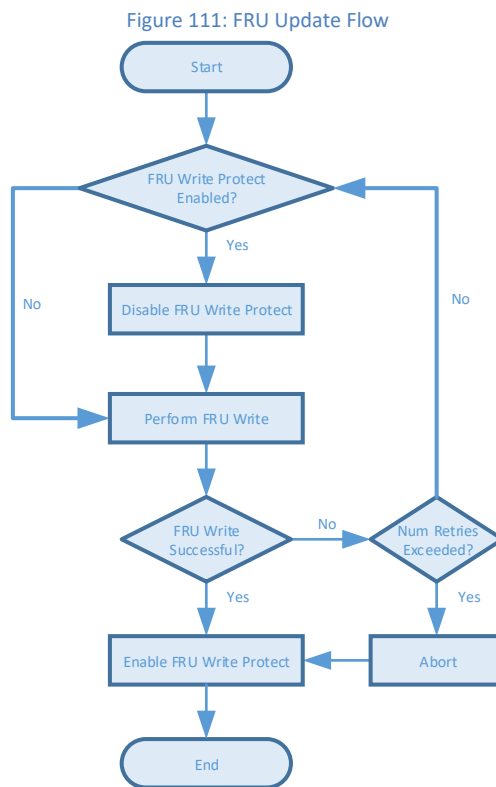 Figure 111: FRU Update Flow
Start
FRU Write Protect
Enabled?
Yes
No
No
Disable FRU Write Protect
Perform FRU Write
FRU Write
Successful?
No
Num Retries
Exceeded?
Yes
Yes
Enable FRU Write Protect
Abort
End